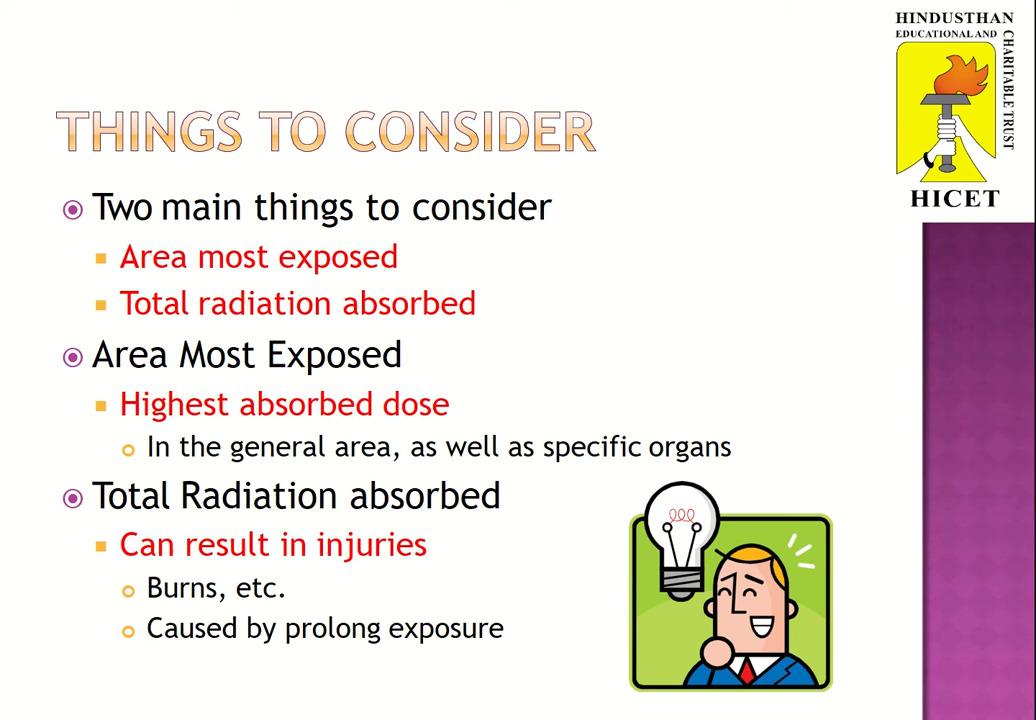 HINDUSTHAN
EDUCATIONAL AND
CHARITABLE TRUST
HICET
THINGS TO CONSIDER
Two main things to consider
Area most exposed
Total radiation absorbed
Area Most Exposed
Highest absorbed dose
In the general area, as well as specific organs
Total Radiation absorbed
Can result in injuries
Burns, etc.
Caused by prolong exposure